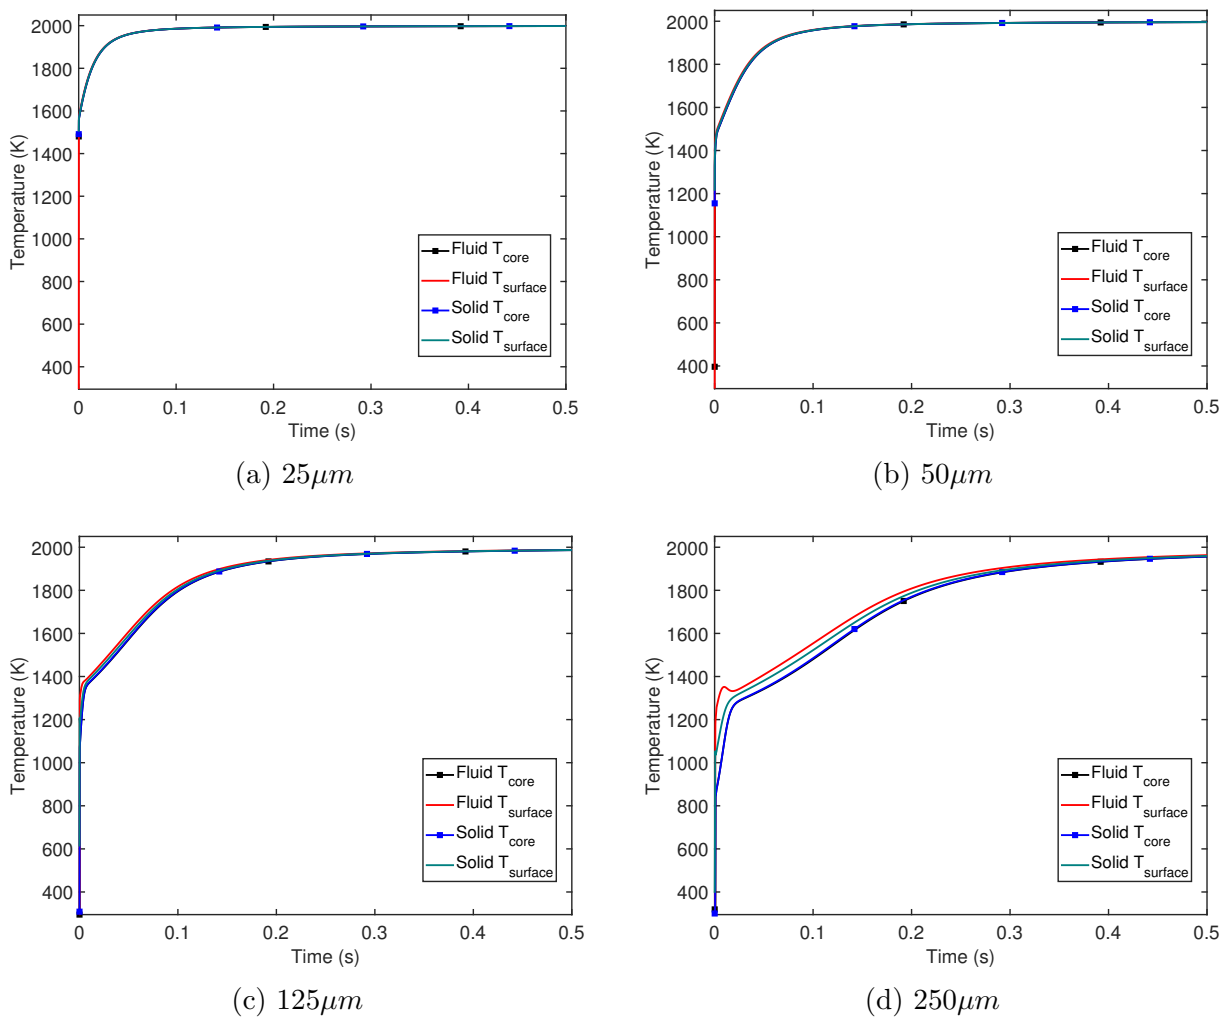 2000
1800
1600
1400
1200
1000
800
600
400
Temperature (K)
0 0.1 0.2 0.3 0.4 0.5
Time (s)
Fluid T_core
Fluid T_surface
Solid T_core
Solid T_surface
(a) 25μm
2000
1800
1600
1400
1200
1000
800
600
400
Temperature (K)
0 0.1 0.2 0.3 0.4 0.5
Time (s)
Fluid T_core
Fluid T_surface
Solid T_core
Solid T_surface
(b) 50μm
2000
1800
1600
1400
1200
1000
800
600
400
Temperature (K)
0 0.1 0.2 0.3 0.4 0.5
Time (s)
Fluid T_core
Fluid T_surface
Solid T_core
Solid T_surface
(c) 125μm
2000
1800
1600
1400
1200
1000
800
600
400
Temperature (K)
0 0.1 0.2 0.3 0.4 0.5
Time (s)
Fluid T_core
Fluid T_surface
Solid T_core
Solid T_surface
(d) 250μm